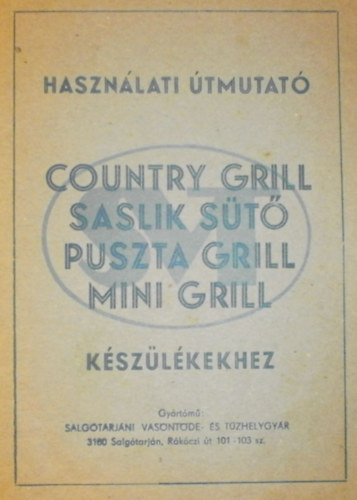 HASZNÁLATI ÚTMUTATÓ
COUNTRY GRILL
SASLIK SÜTŐ
PUSZTA GRILL
MINI GRILL
KÉSZÜLÉKEKHEZ
Gyártómű:
SALGÓTARJÁNI VASÖNTÖDE- ÉS TŰZHELYGYÁR
3160 Salgótarján, Rákóczi út 101-103 sz.